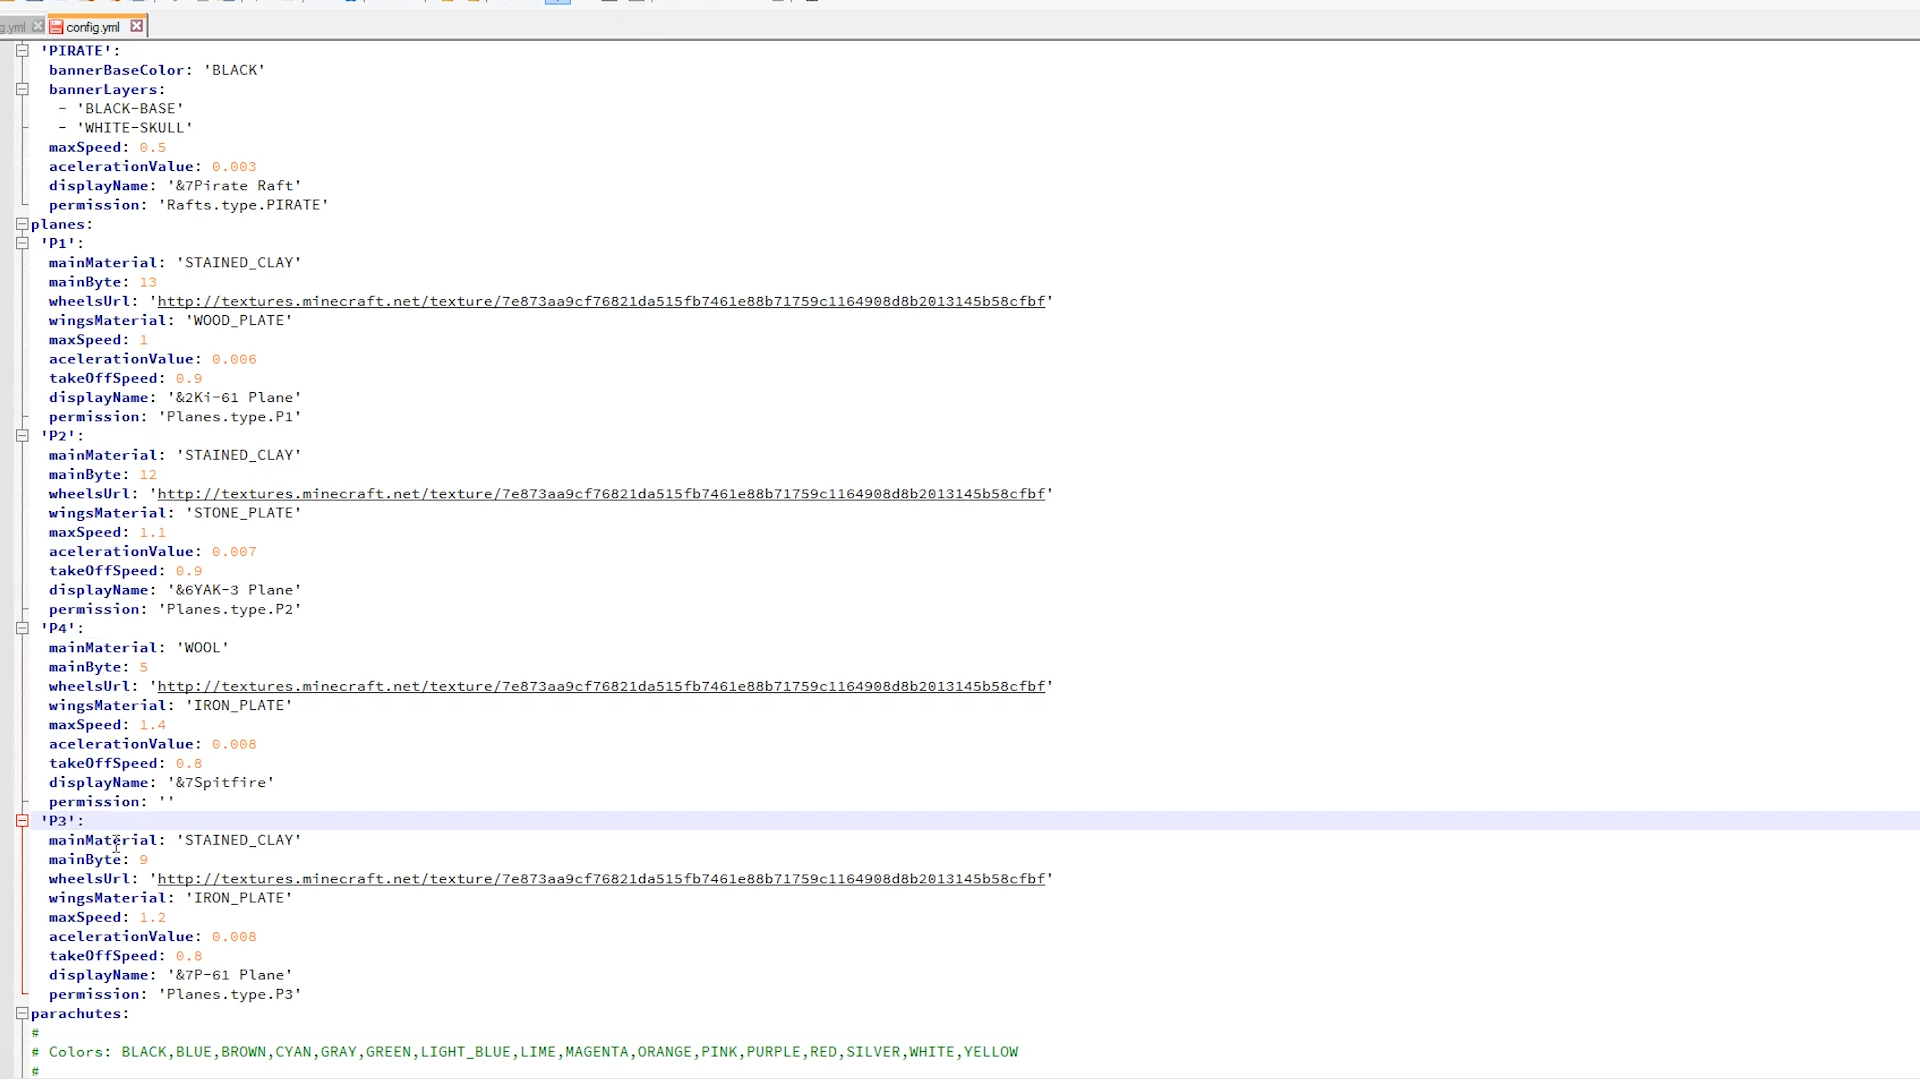 g.yml
config.yml
'PIRATE':
bannerBaseColor: 'BLACK'
bannerLayers:
- 'BLACK-BASE'
- 'WHITE-SKULL'
maxSpeed: 0.5
acelerationValue: 0.003
displayName: '&7Pirate Raft'
permission: 'Rafts.type.PIRATE'
planes:
'P1':
mainMaterial: 'STAINED_CLAY'
mainByte: 13
wheelsUrl: 'http://textures.minecraft.net/texture/7e873aa9cf76821da515fb7461e88b71759c1164908d8b2013145b58cfbf'
wingsMaterial: 'WOOD_PLATE'
maxSpeed: 1
acelerationValue: 0.006
takeOffSpeed: 0.9
displayName: '&2Ki-61 Plane'
permission: 'Planes.type.P1'
'P2':
mainMaterial: 'STAINED_CLAY'
mainByte: 12
wheelsUrl: 'http://textures.minecraft.net/texture/7e873aa9cf76821da515fb7461e88b71759c1164908d8b2013145b58cfbf'
wingsMaterial: 'STONE_PLATE'
maxSpeed: 1.1
acelerationValue: 0.007
takeOffSpeed: 0.9
displayName: '&6YAK-3 Plane'
permission: 'Planes.type.P2'
'P4':
mainMaterial: 'WOOL'
mainByte: 5
wheelsUrl: 'http://textures.minecraft.net/texture/7e873aa9cf76821da515fb7461e88b71759c1164908d8b2013145b58cfbf'
wingsMaterial: 'IRON_PLATE'
maxSpeed: 1.4
acelerationValue: 0.008
takeOffSpeed: 0.8
displayName: '&7Spitfire'
permission: ''
'P3':
mainMaterial: 'STAINED_CLAY'
mainByte: 9
wheelsUrl: 'http://textures.minecraft.net/texture/7e873aa9cf76821da515fb7461e88b71759c1164908d8b2013145b58cfbf'
wingsMaterial: 'IRON_PLATE'
maxSpeed: 1.2
acelerationValue: 0.008
takeOffSpeed: 0.8
displayName: '&7P-61 Plane'
permission: 'Planes.type.P3'
parachutes:
#
# Colors: BLACK,BLUE,BROWN,CYAN,GRAY,GREEN,LIGHT_BLUE,LIME,MAGENTA,ORANGE,PINK,PURPLE,RED,SILVER,WHITE,YELLOW
#